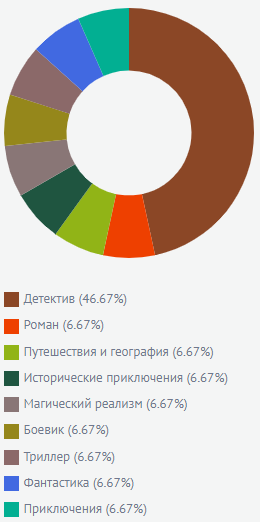 Детектив (46.67%)
Роман (6.67%)
Путешествия и география (6.67%)
Исторические приключения (6.67%)
Магический реализм (6.67%)
Боевик (6.67%)
Триллер (6.67%)
Фантастика (6.67%)
Приключения (6.67%)